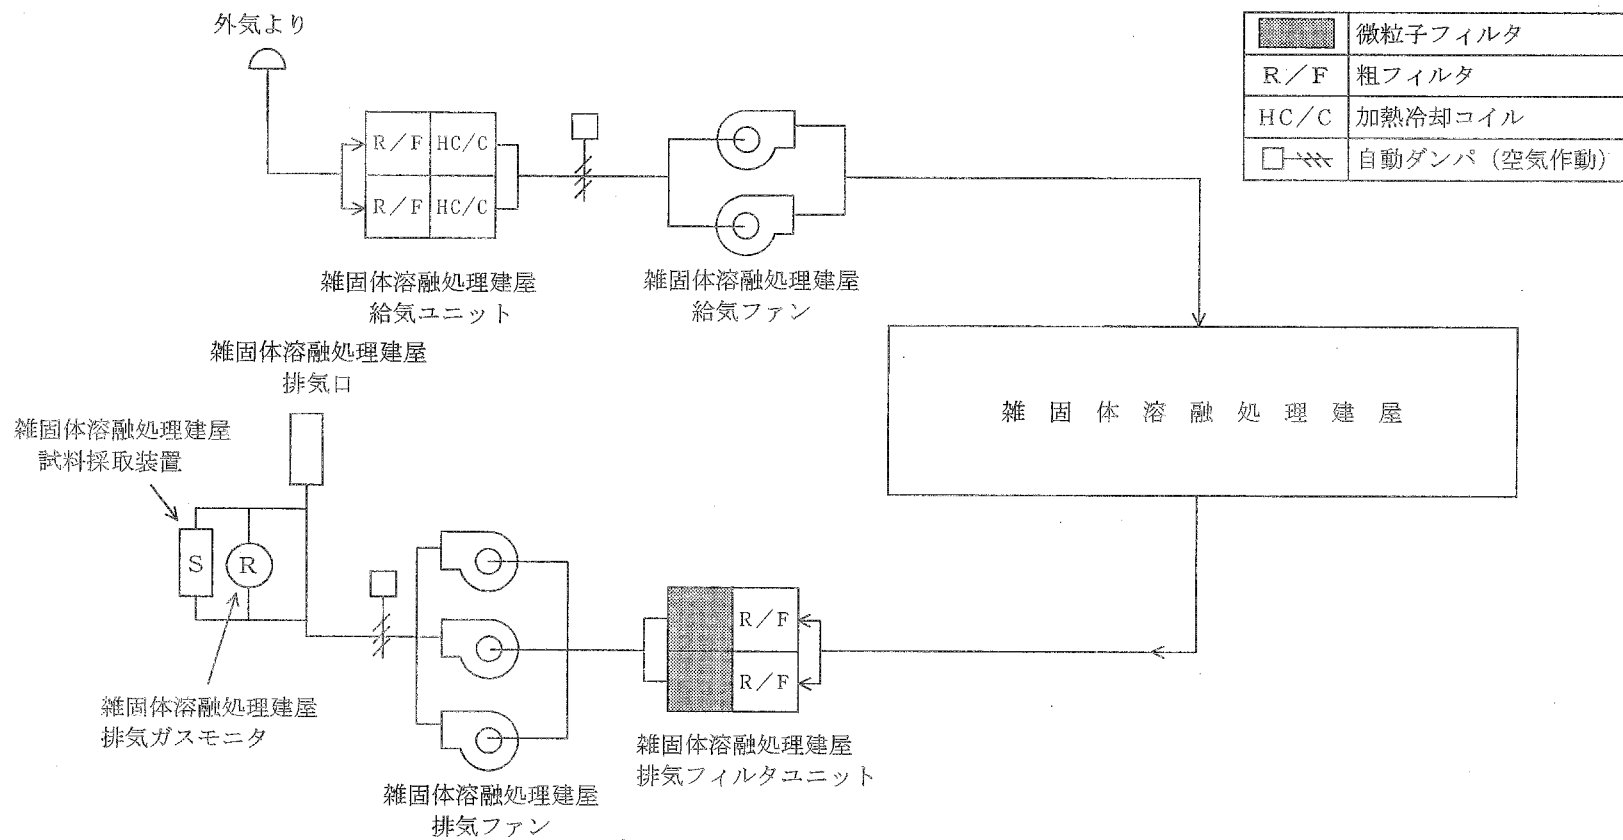 外気より
微粒子フィルタ
R/F 粗フィルタ
HC/C 加熱冷却コイル
自動ダンパ（空気作動）
R/F HC/C
R/F HC/C
雑固体溶融処理建屋
給気ユニット
雑固体溶融処理建屋
給気ファン
雑固体溶融処理建屋
排気口
雑固体溶融処理建屋
雑固体溶融処理建屋
試料採取装置
S
R
R/F
R/F
雑固体溶融処理建屋
排気ガスモニタ
雑固体溶融処理建屋
排気ファン
雑固体溶融処理建屋
排気フィルタユニット